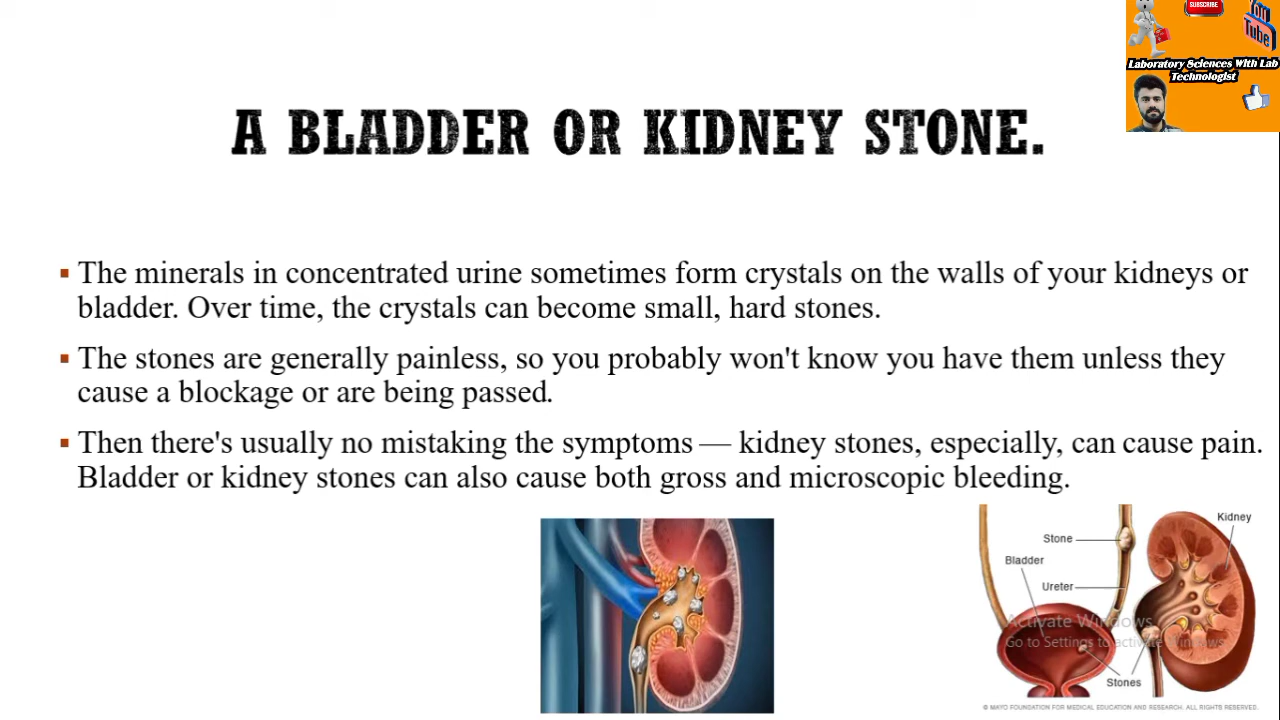 SUBSCRIBE
You
Tube
Laboratory Sciences With Lab
Technologist
A BLADDER OR KIDNEY STONE.
▪ The minerals in concentrated urine sometimes form crystals on the walls of your kidneys or
bladder. Over time, the crystals can become small, hard stones.
▪ The stones are generally painless, so you probably won't know you have them unless they
cause a blockage or are being passed.
▪ Then there's usually no mistaking the symptoms — kidney stones, especially, can cause pain.
Bladder or kidney stones can also cause both gross and microscopic bleeding.
Kidney
Stone
Bladder
Ureter
Activate Windows
Go to Settings to activate Windows.
Stones
© MAYO FOUNDATION FOR MEDICAL EDUCATION AND RESEARCH. ALL RIGHTS RESERVED.